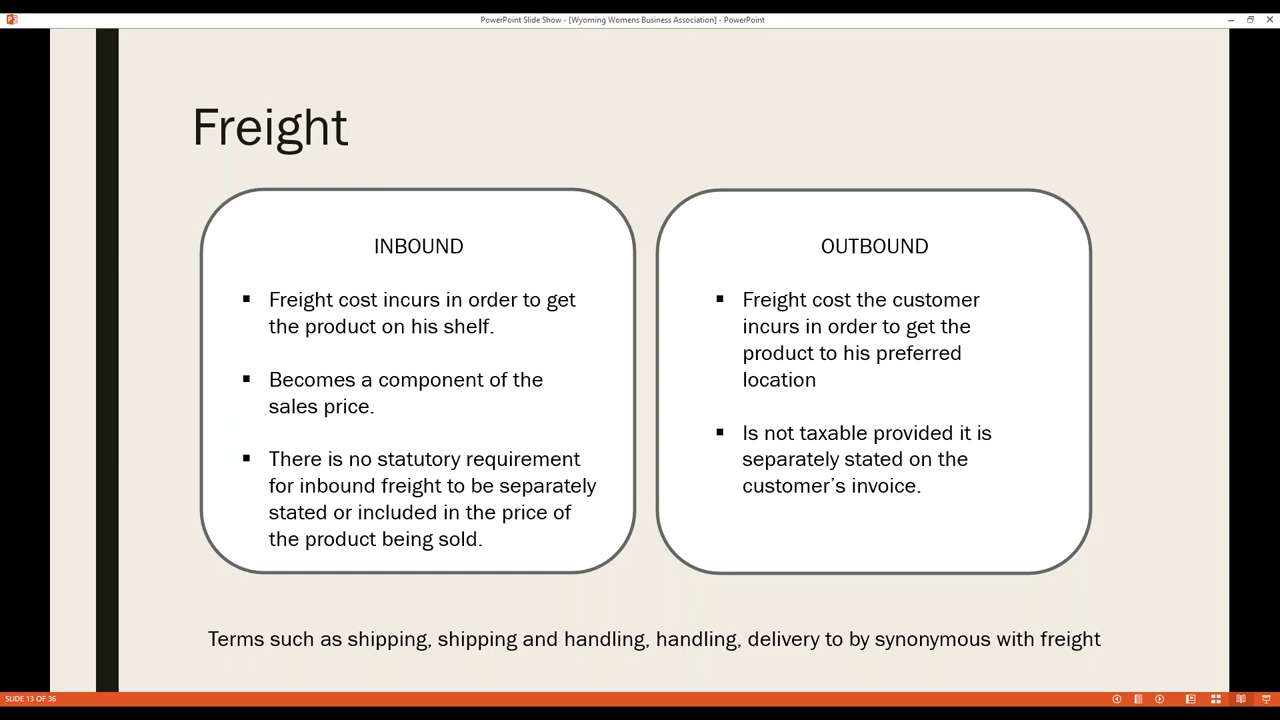 PowerPoint Slide Show - [Wyoming Womens Business Association] - PowerPoint
Freight
INBOUND
▪ Freight cost incurs in order to get
the product on his shelf.
▪ Becomes a component of the
sales price.
▪ There is no statutory requirement
for inbound freight to be separately
stated or included in the price of
the product being sold.
OUTBOUND
▪ Freight cost the customer
incurs in order to get the
product to his preferred
location
▪ Is not taxable provided it is
separately stated on the
customer’s invoice.
Terms such as shipping, shipping and handling, handling, delivery to by synonymous with freight
SLIDE 13 OF 36